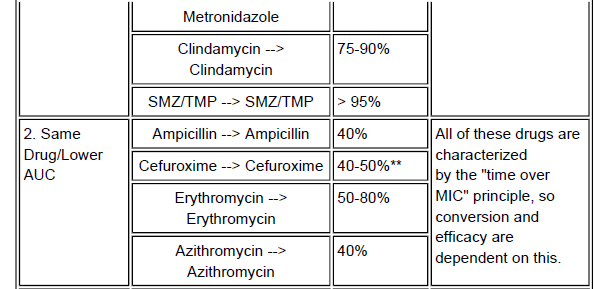 Metronidazole
Clindamycin -->
Clindamycin
75-90%
SMZ/TMP --> SMZ/TMP
> 95%
2. Same
Drug/Lower
AUC
Ampicillin --> Ampicillin
40%
Cefuroxime --> Cefuroxime
40-50%**
Erythromycin -->
Erythromycin
50-80%
Azithromycin -->
Azithromycin
40%
All of these drugs are
characterized
by the "time over
MIC" principle, so
conversion and
efficacy are
dependent on this.